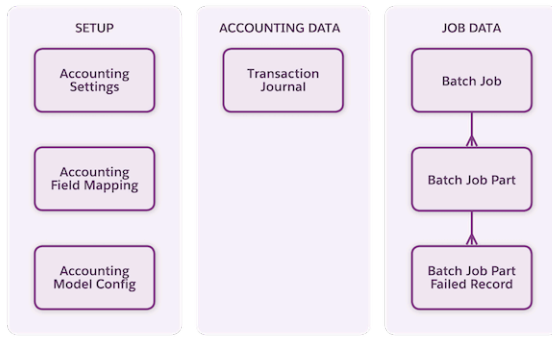 SETUP
Accounting
Settings
Accounting
Field Mapping
Accounting
Model Config
ACCOUNTING DATA
Transaction
Journal
JOB DATA
Batch Job
Batch Job Part
Batch Job Part
Failed Record